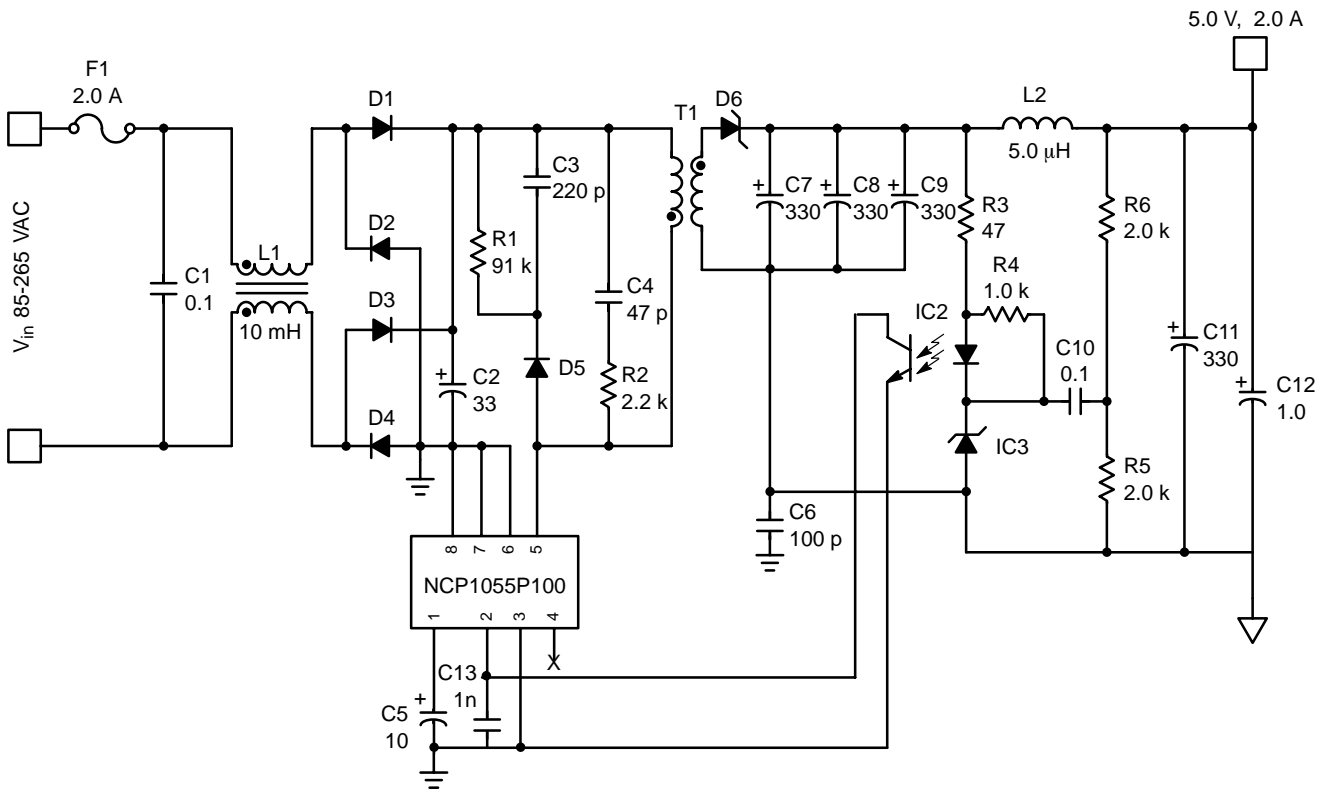 5.0 V, 2.0 A
F1
2.0 A
D1
T1
D6
L2
5.0 μH
C3
220 p
C7
330
C8
330
C9
330
R3
47
R6
2.0 k
D2
R1
91 k
Vin 85-265 VAC
L1
10 mH
C1
0.1
D3
C4
47 p
R4
1.0 k
IC2
C2
33
D5
R2
2.2 k
C10
0.1
C11
330
C12
1.0
D4
IC3
R5
2.0 k
C6
100 p
8 7 6 5
NCP1055P100
1 2 3 4
X
C13
1n
C5
10
+
+
+
+
+
+
+